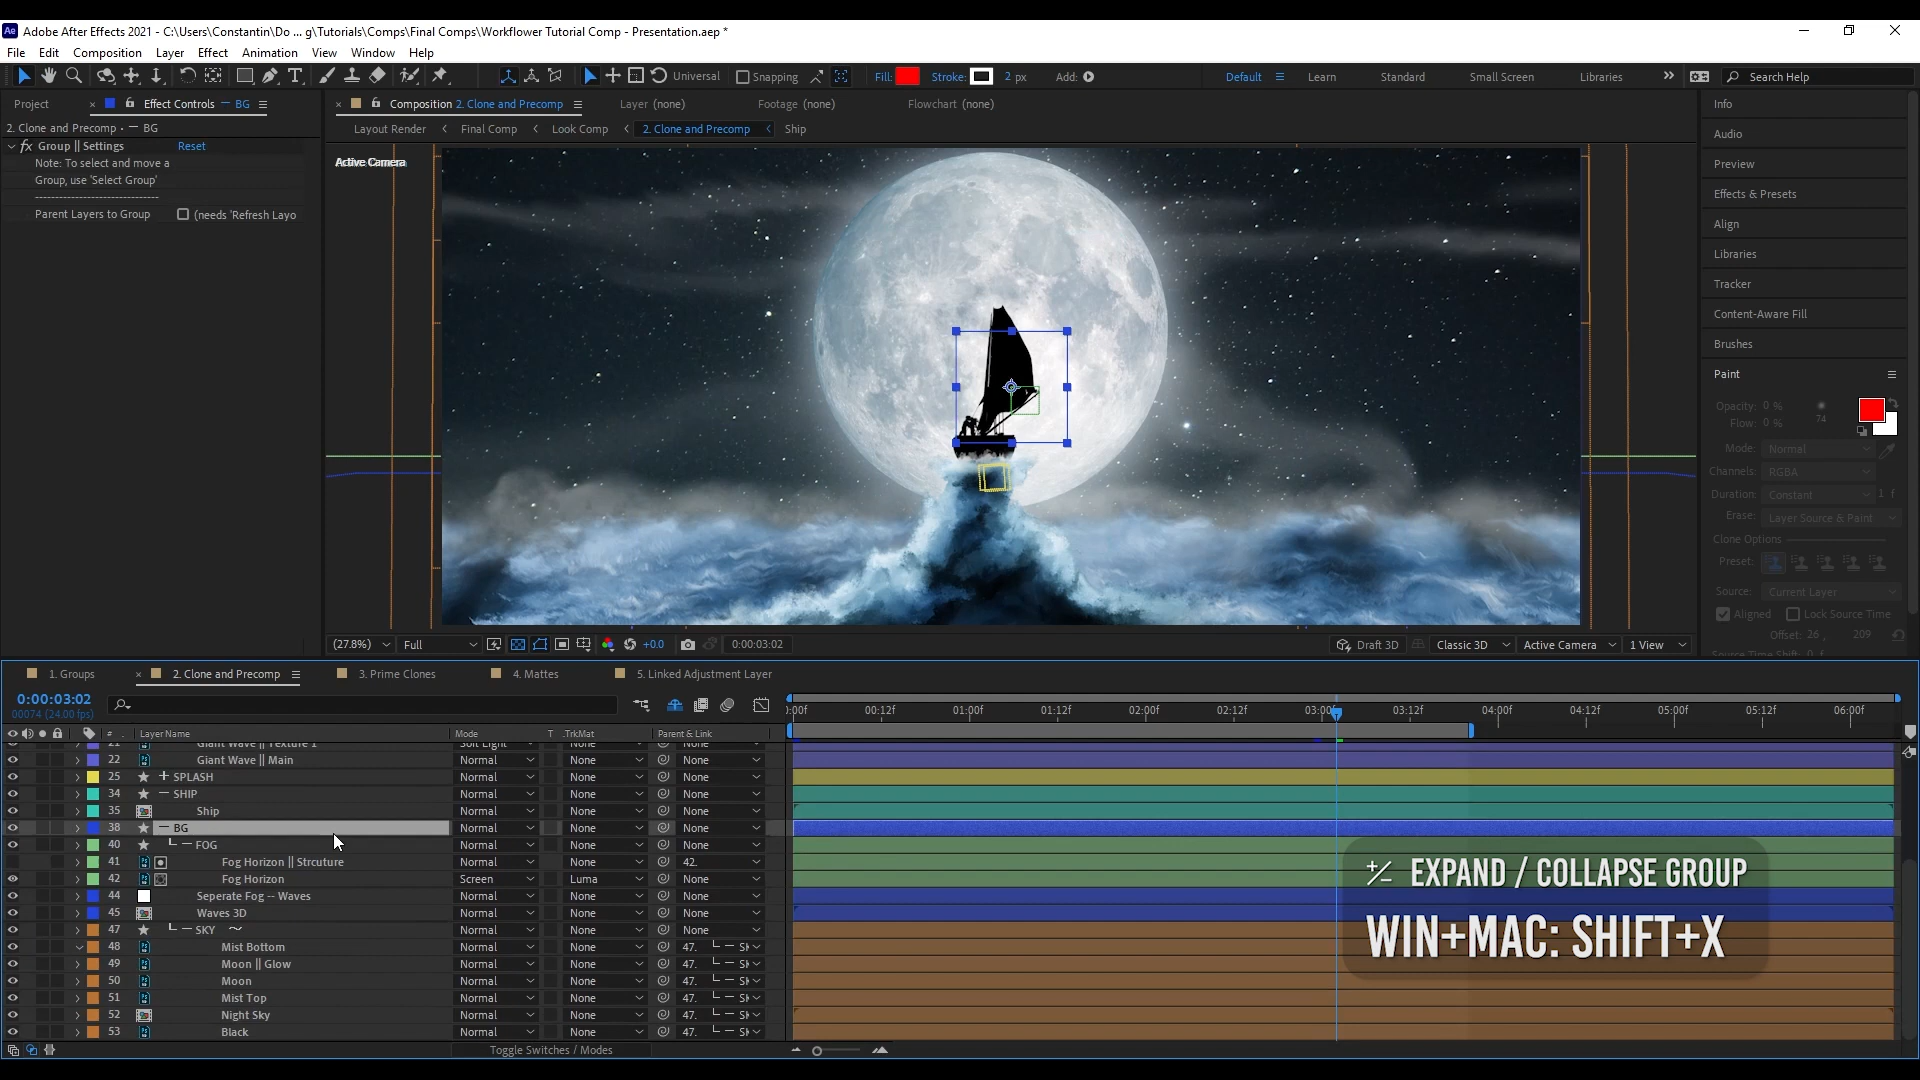 Ae Adobe After Effects 2021 - C:\Users\Constantin\Do ... g\Tutorials\Comps\Final Comps\Workflower Tutorial Comp - Presentation.aep *
File Edit Composition Layer Effect Animation View Window Help
Universal Snapping Fill: Stroke: 2 px Add: Default Learn Standard Small Screen Libraries » Search Help
Project × Effect Controls — BG
2. Clone and Precomp • — BG
fx Group || Settings Reset
Note: To select and move a
Group, use 'Select Group'
-------------------------------
Parent Layers to Group (needs 'Refresh Layo
× Composition 2. Clone and Precomp Layer (none) Footage (none) Flowchart (none)
Layout Render Final Comp Look Comp 2. Clone and Precomp Ship
Active Camera
(27.8%) Full +0.0 0:00:03:02 Draft 3D Classic 3D Active Camera 1 View
Info
Audio
Preview
Effects & Presets
Align
Libraries
Tracker
Content-Aware Fill
Brushes
Paint
Opacity: 0 %
Flow: 0 % 74
Mode: Normal
Channels: RGBA
Duration: Constant 1 f
Erase: Layer Source & Paint
Clone Options
Preset:
Source: Current Layer
Aligned Lock Source Time
Offset: 26 , 209
Source Time Shift: 0 f
1. Groups × 2. Clone and Precomp 3. Prime Clones 4. Mattes 5. Linked Adjustment Layer
0:00:03:02
00074 (24.00 fps)
# Layer Name Mode T .TrkMat Parent & Link
):00f 00:12f 01:00f 01:12f 02:00f 02:12f 03:00f 03:12f 04:00f 04:12f 05:00f 05:12f 06:00f
21 Giant Wave || Texture 1 Soft Light None None
22 Giant Wave || Main Normal None None
25 + SPLASH Normal None None
34 — SHIP Normal None None
35 Ship Normal None None
38 — BG Normal None None
40 └ — FOG Normal None None
41 Fog Horizon || Strcuture Normal None 42.
42 Fog Horizon Screen Luma None
44 Seperate Fog -- Waves Normal None None
45 Waves 3D Normal None None
47 └ — SKY ~ Normal None None
48 Mist Bottom Normal None 47. └ — Sk
49 Moon || Glow Normal None 47. └ — Sk
50 Moon Normal None 47. └ — Sk
51 Mist Top Normal None 47. └ — Sk
52 Night Sky Normal None 47. └ — Sk
53 Black Normal None 47. └ — Sk
Toggle Switches / Modes
+/− EXPAND / COLLAPSE GROUP
WIN+MAC: SHIFT+X